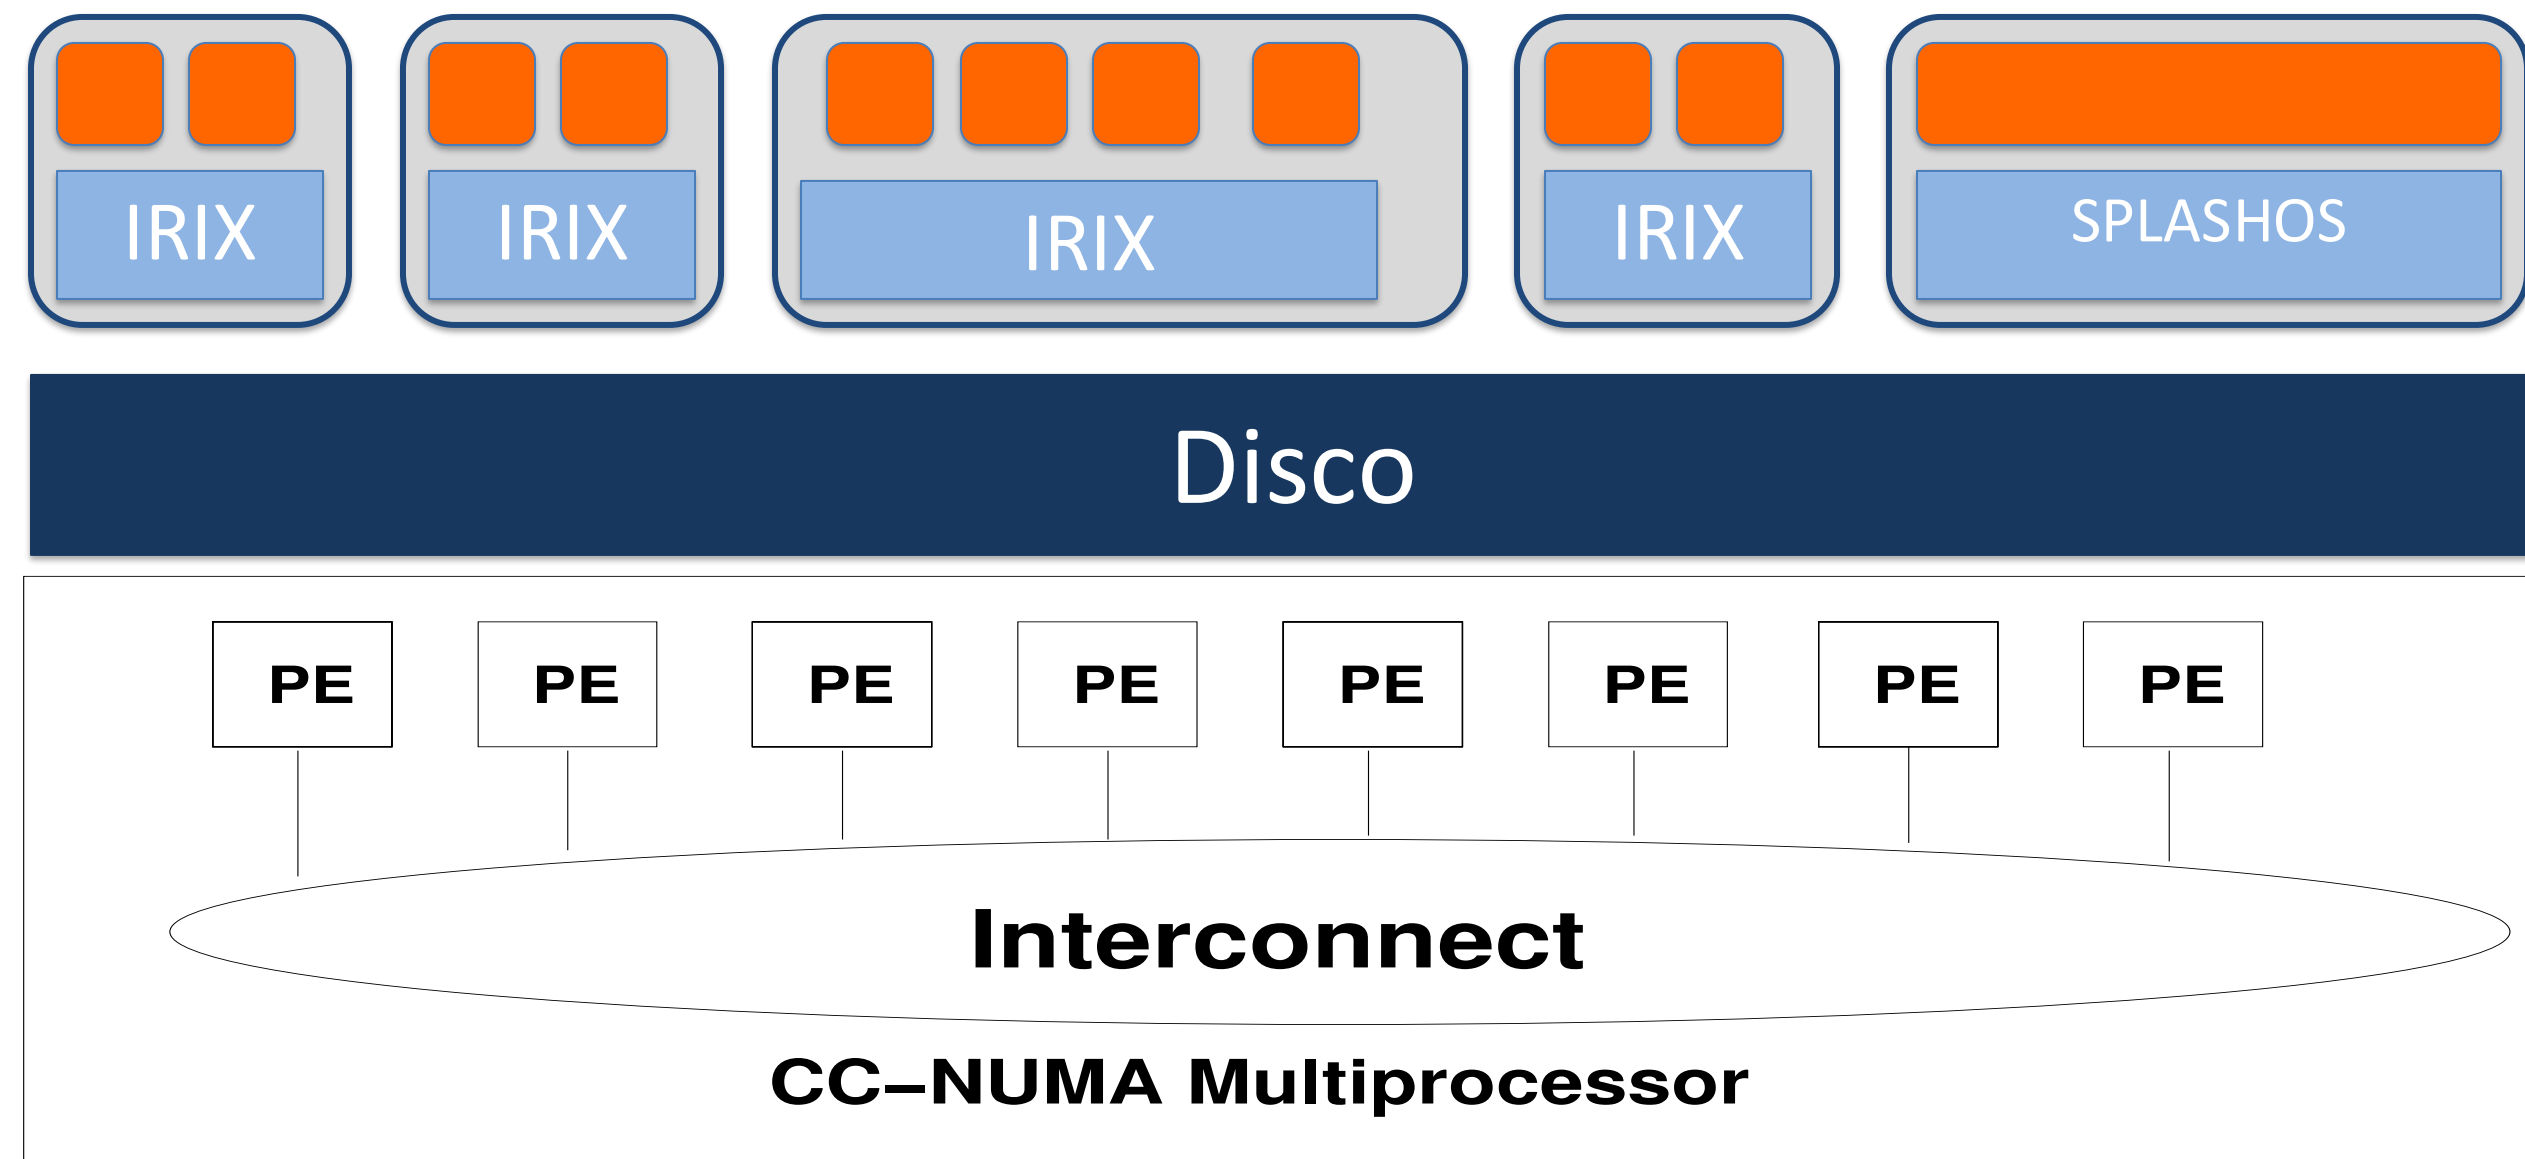 IRIX
IRIX
IRIX
IRIX
SPLASHOS
Disco
PE
PE
PE
PE
PE
PE
PE
PE
Interconnect
CC–NUMA Multiprocessor